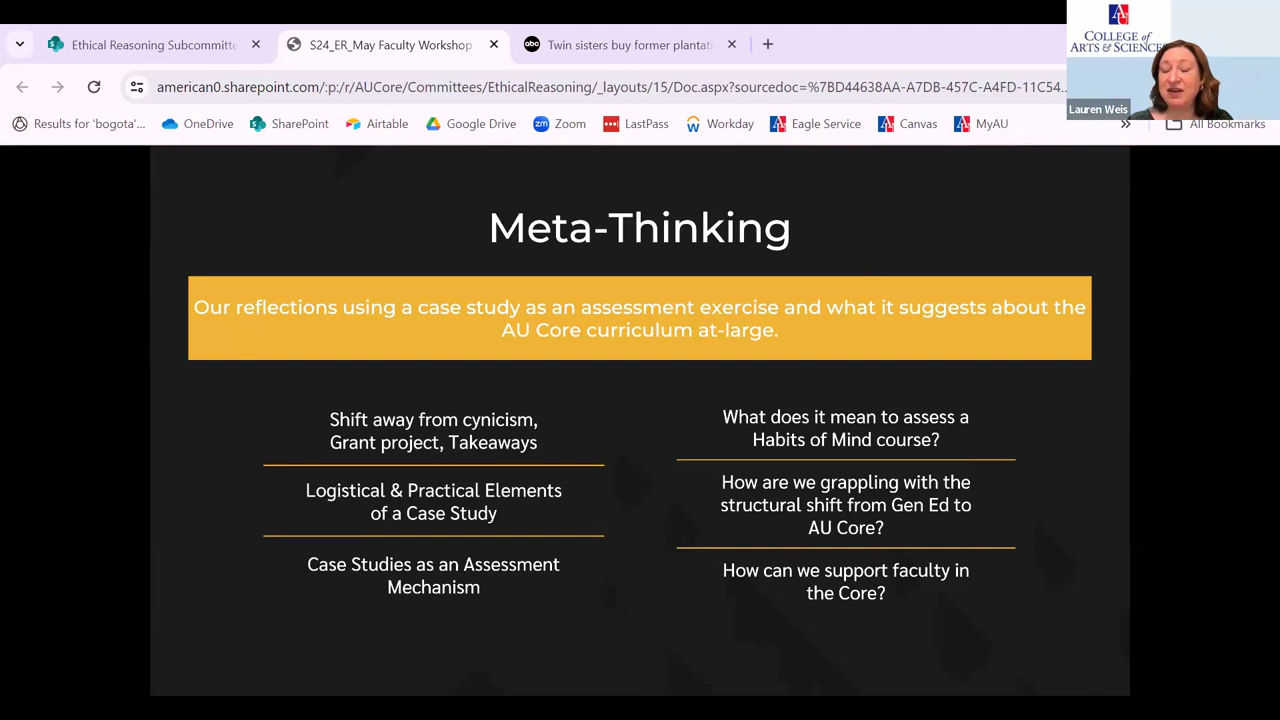 Ethical Reasoning Subcommitte
S24_ER_May Faculty Workshop
Twin sisters buy former plantati
american0.sharepoint.com/:p:/r/AUCore/Committees/EthicalReasoning/_layouts/15/Doc.aspx?sourcedoc=%7BD44638AA-A7DB-457C-A4FD-11C54...
Results for 'bogota'...
OneDrive
SharePoint
Airtable
Google Drive
Zoom
LastPass
Workday
Eagle Service
Canvas
MyAU
All Bookmarks
COLLEGE of
ARTS & SCIENCES
Lauren Weis
Meta-Thinking
Our reflections using a case study as an assessment exercise and what it suggests about the
AU Core curriculum at-large.
Shift away from cynicism,
Grant project, Takeaways
Logistical & Practical Elements
of a Case Study
Case Studies as an Assessment
Mechanism
What does it mean to assess a
Habits of Mind course?
How are we grappling with the
structural shift from Gen Ed to
AU Core?
How can we support faculty in
the Core?